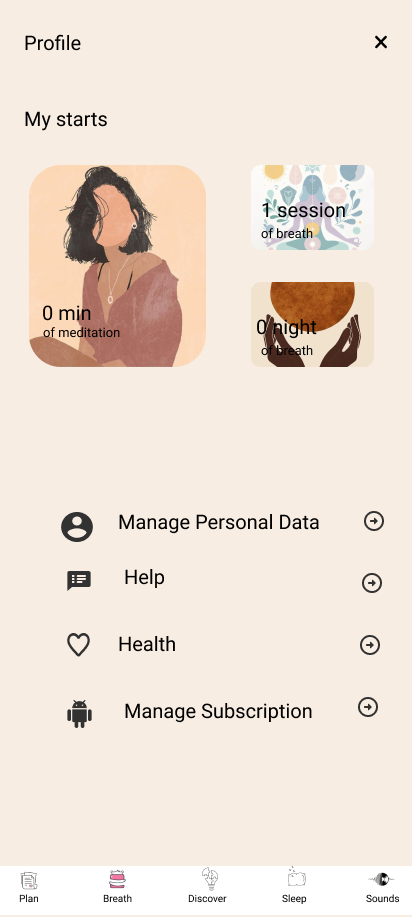 Profile
My starts
0 min
of meditation
1 session
of breath
0 night
of breath
Manage Personal Data
Help
Health
Manage Subscription
Plan
Breath
Discover
Sleep
Sounds